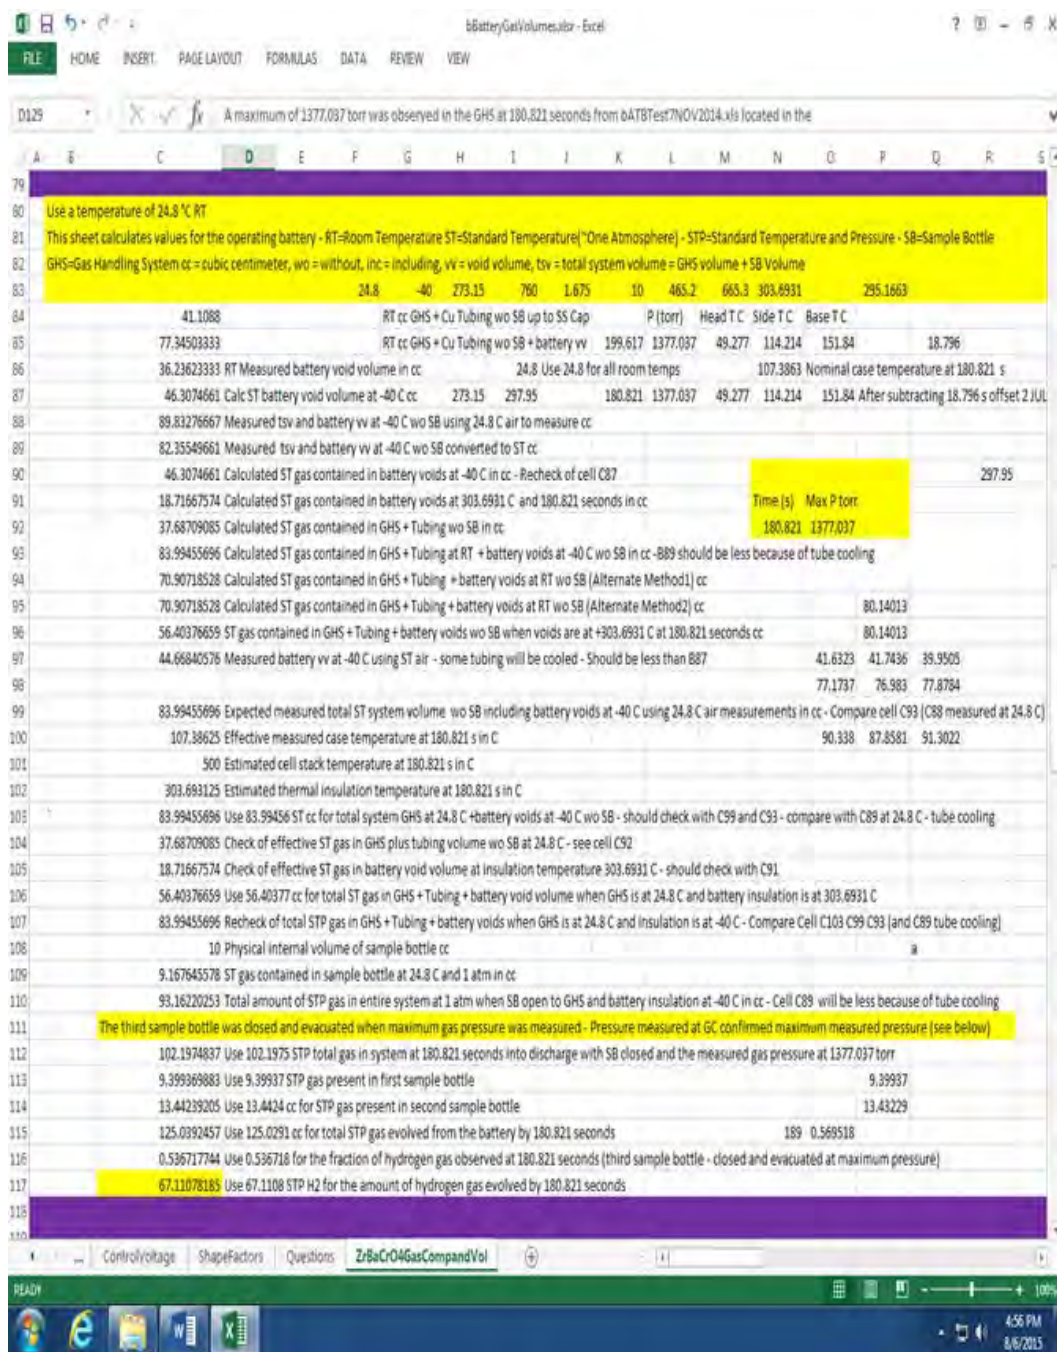 bBatteryGasVolumes.xlsx - Excel
FILE HOME INSERT PAGE LAYOUT FORMULAS DATA REVIEW VIEW
D129 fx A maximum of 1377.037 torr was observed in the GHS at 180.821 seconds from bATBTest7NOV2014.xls located in the
A B C D E F G H I J K L M N O P Q R S
79
80 Use a temperature of 24.8 °C RT
81 This sheet calculates values for the operating battery - RT=Room Temperature ST=Standard Temperature(~One Atmosphere) - STP=Standard Temperature and Pressure - SB=Sample Bottle
82 GHS=Gas Handling System cc = cubic centimeter, wo = without, inc = including, vv = void volume, tsv = total system volume = GHS volume + SB Volume
83 24.8 -40 273.15 760 1.675 10 465.2 665.3 303.6931 295.1663
84 41.1088 RT cc GHS + Cu Tubing wo SB up to SS Cap P (torr) Head T C Side T C Base T C
85 77.34503333 RT cc GHS + Cu Tubing wo SB + battery vv 199.617 1377.037 49.277 114.214 151.84 18.796
86 36.23623333 RT Measured battery void volume in cc 24.8 Use 24.8 for all room temps 107.3863 Nominal case temperature at 180.821 s
87 46.3074661 Calc ST battery void volume at -40 C cc 273.15 297.95 180.821 1377.037 49.277 114.214 151.84 After subtracting 18.796 s offset 2 JUL
88 89.83276667 Measured tsv and battery vv at -40 C wo SB using 24.8 C air to measure cc
89 82.35549661 Measured tsv and battery vv at -40 C wo SB converted to ST cc
90 46.3074661 Calculated ST gas contained in battery voids at -40 C in cc - Recheck of cell C87 297.95
91 18.71667574 Calculated ST gas contained in battery voids at 303.6931 C and 180.821 seconds in cc Time (s) Max P torr
92 37.68709085 Calculated ST gas contained in GHS + Tubing wo SB in cc 180.821 1377.037
93 83.99455696 Calculated ST gas contained in GHS + Tubing at RT + battery voids at -40 C wo SB in cc -B89 should be less because of tube cooling
94 70.90718528 Calculated ST gas contained in GHS + Tubing + battery voids at RT wo SB (Alternate Method1) cc
95 70.90718528 Calculated ST gas contained in GHS + Tubing + battery voids at RT wo SB (Alternate Method2) cc 80.14013
96 56.40376659 ST gas contained in GHS + Tubing + battery voids wo SB when voids are at +303.6931 C at 180.821 seconds cc 80.14013
97 44.66840576 Measured battery vv at -40 C using ST air - some tubing will be cooled - Should be less than B87 41.6323 41.7436 39.9505
98 77.1737 76.983 77.8784
99 83.99455696 Expected measured total ST system volume wo SB including battery voids at -40 C using 24.8 C air measurements in cc - Compare cell C93 (C88 measured at 24.8 C)
100 107.38625 Effective measured case temperature at 180.821 s in C 90.338 87.8581 91.3022
101 500 Estimated cell stack temperature at 180.821 s in C
102 303.693125 Estimated thermal insulation temperature at 180.821 s in C
103 83.99455696 Use 83.99456 ST cc for total system GHS at 24.8 C +battery voids at -40 C wo SB - should check with C99 and C93 - compare with C89 at 24.8 C - tube cooling
104 37.68709085 Check of effective ST gas in GHS plus tubing volume wo SB at 24.8 C - see cell C92
105 18.71667574 Check of effective ST gas in battery void volume at insulation temperature 303.6931 C - should check with C91
106 56.40376659 Use 56.40377 cc for total ST gas in GHS + Tubing + battery void volume when GHS is at 24.8 C and battery insulation is at 303.6931 C
107 83.99455696 Recheck of total STP gas in GHS + Tubing + battery voids when GHS is at 24.8 C and insulation is at -40 C - Compare Cell C103 C99 C93 (and C89 tube cooling)
108 10 Physical internal volume of sample bottle cc a
109 9.167645578 ST gas contained in sample bottle at 24.8 C and 1 atm in cc
110 93.16220253 Total amount of STP gas in entire system at 1 atm when SB open to GHS and battery insulation at -40 C in cc - Cell C89 will be less because of tube cooling
111 The third sample bottle was closed and evacuated when maximum gas pressure was measured - Pressure measured at GC confirmed maximum measured pressure (see below)
112 102.1974837 Use 102.1975 STP total gas in system at 180.821 seconds into discharge with SB closed and the measured gas pressure at 1377.037 torr
113 9.399369883 Use 9.39937 STP gas present in first sample bottle 9.39937
114 13.44239205 Use 13.4424 cc for STP gas present in second sample bottle 13.43229
115 125.0392457 Use 125.0291 cc for total STP gas evolved from the battery by 180.821 seconds 189 0.569518
116 0.536717744 Use 0.536718 for the fraction of hydrogen gas observed at 180.821 seconds (third sample bottle - closed and evacuated at maximum pressure)
117 67.11078185 Use 67.1108 STP H2 for the amount of hydrogen gas evolved by 180.821 seconds
118
119
... ControlVoltage ShapeFactors Questions ZrBaCrO4GasCompandVol
READY 100%
4:56 PM
8/6/2015